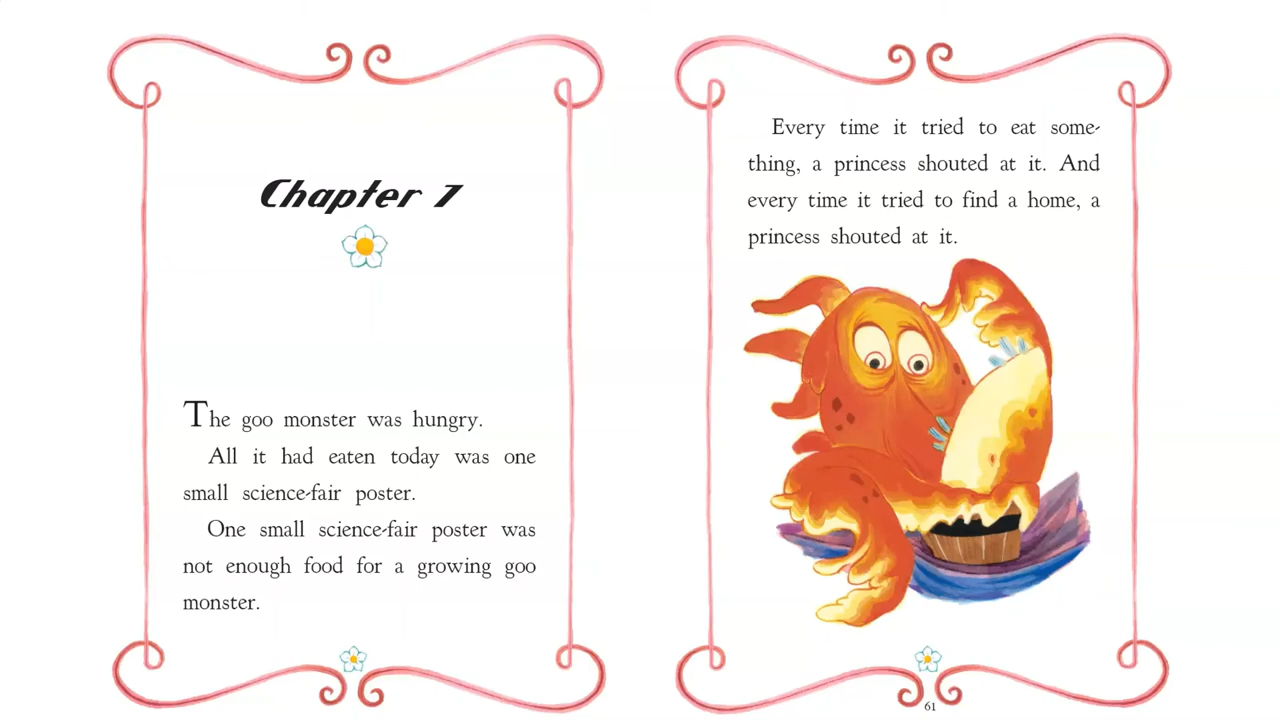 Chapter 7
The goo monster was hungry.
All it had eaten today was one
small science-fair poster.
One small science-fair poster was
not enough food for a growing goo
monster.
Every time it tried to eat some-
thing, a princess shouted at it. And
every time it tried to find a home, a
princess shouted at it.
61